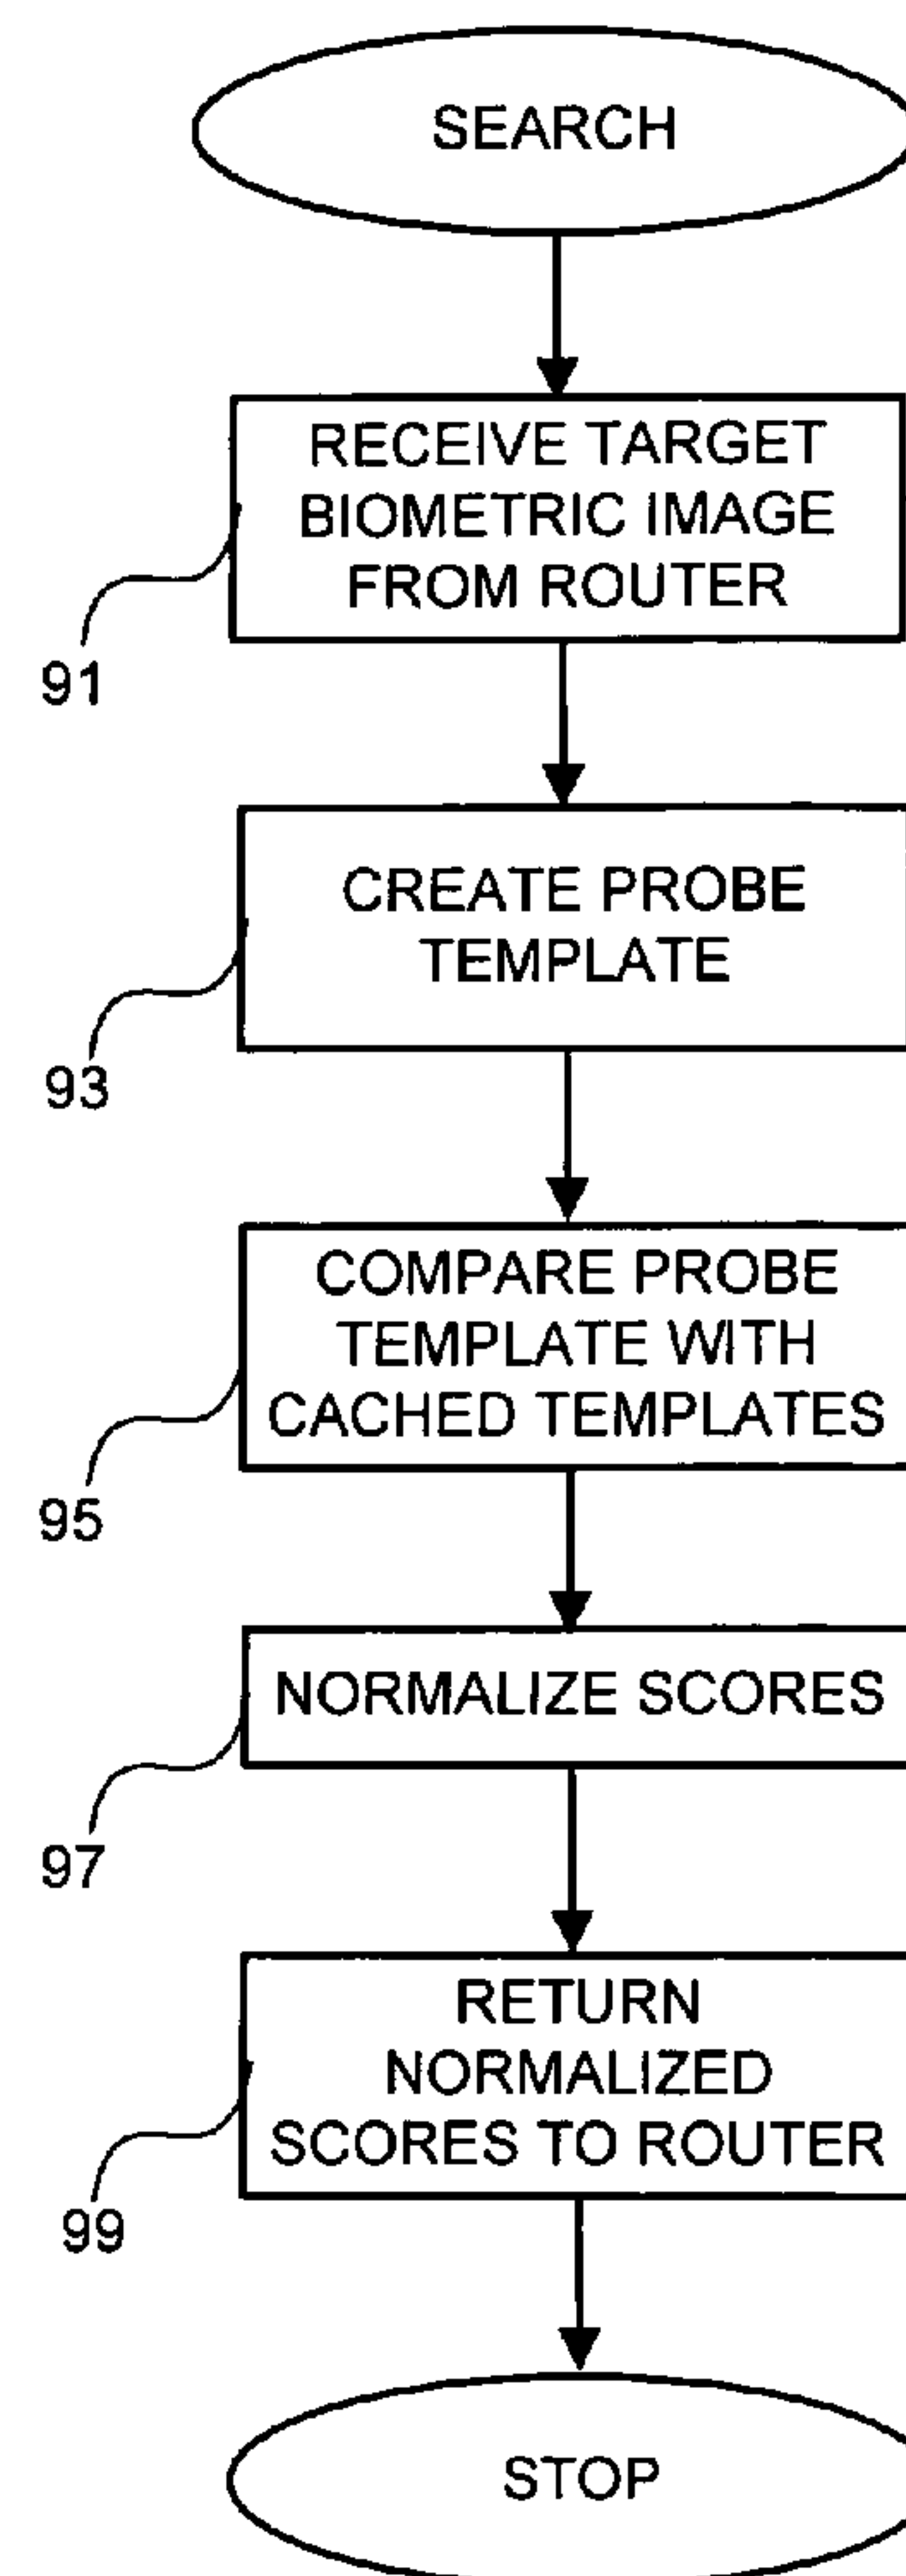 SEARCH
RECEIVE TARGET
BIOMETRIC IMAGE
FROM ROUTER
91
CREATE PROBE
TEMPLATE
93
COMPARE PROBE
TEMPLATE WITH
CACHED TEMPLATES
95
NORMALIZE SCORES
97
RETURN
NORMALIZED
SCORES TO ROUTER
99
STOP